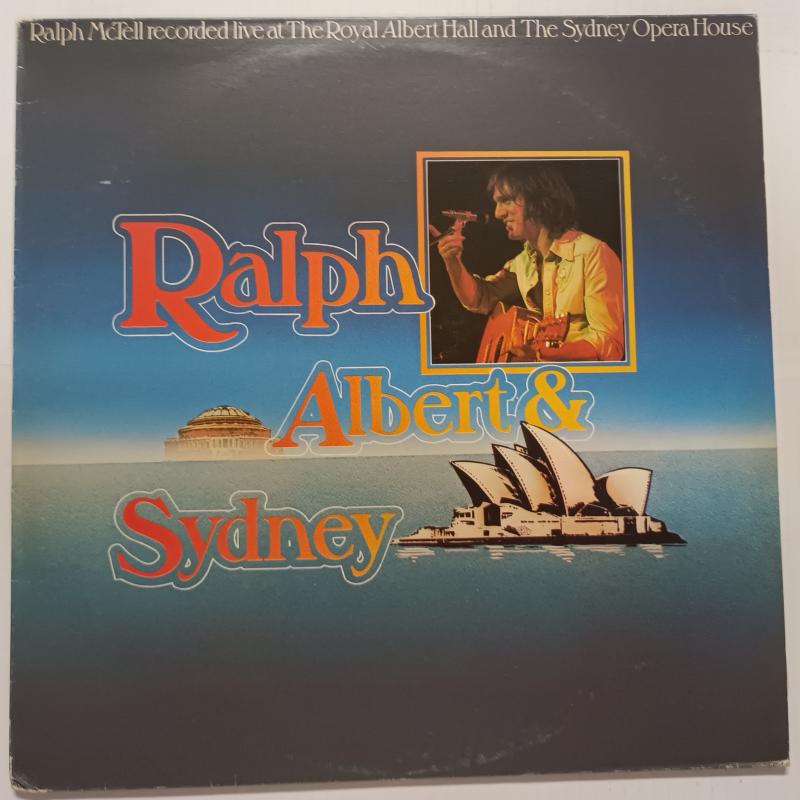 Ralph McTell recorded live at The Royal Albert Hall and The Sydney Opera House
Ralph
Albert &
Sydney